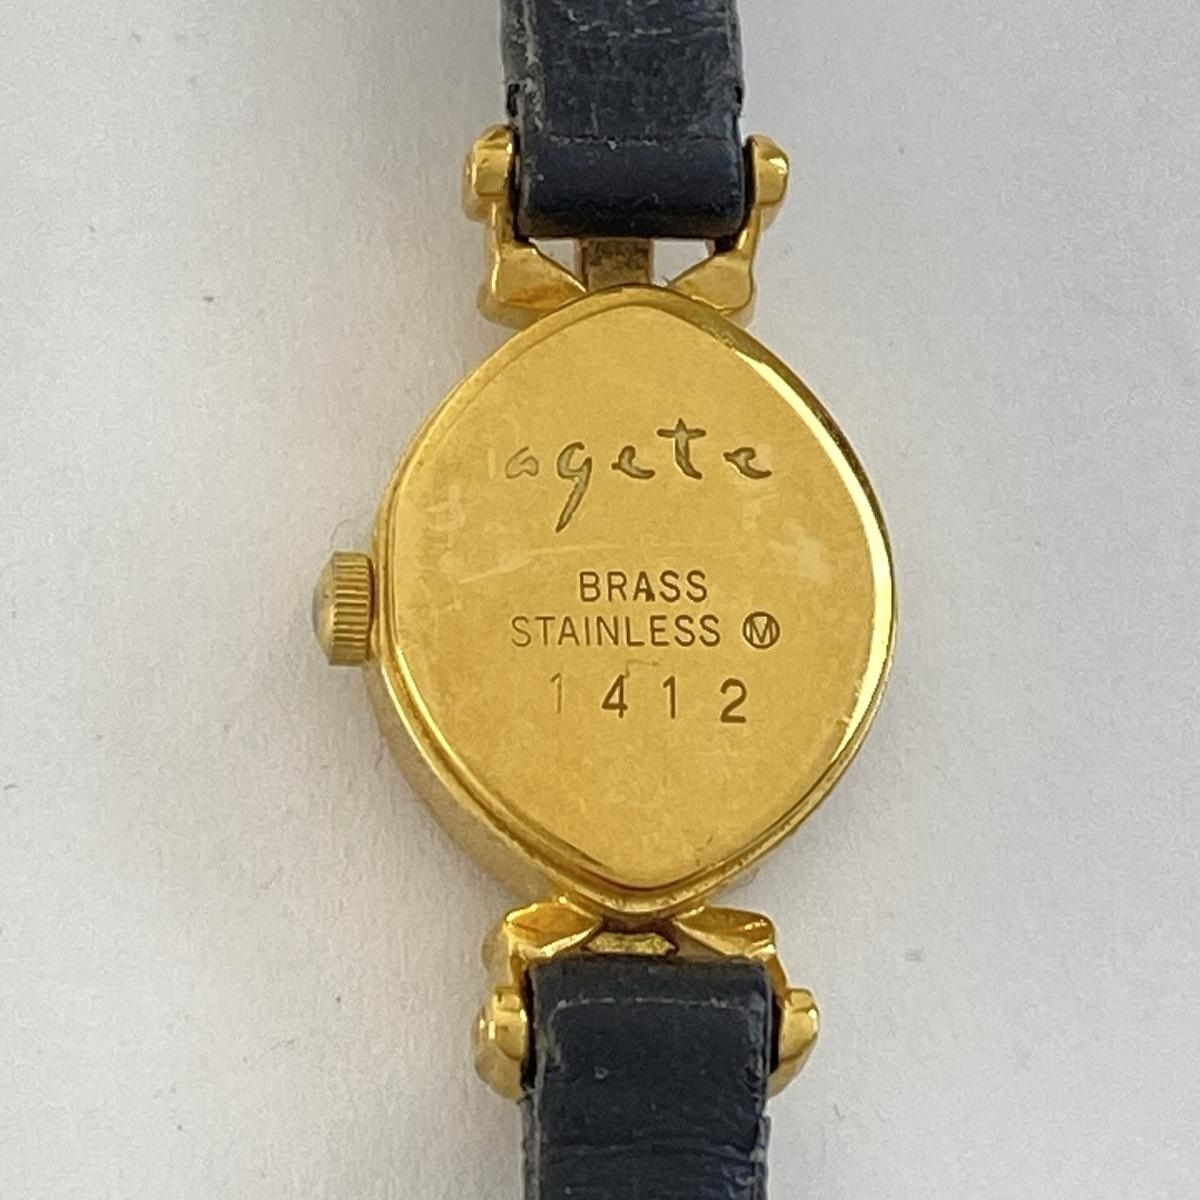 agete
BRASS
STAINLESS Ⓜ
1412